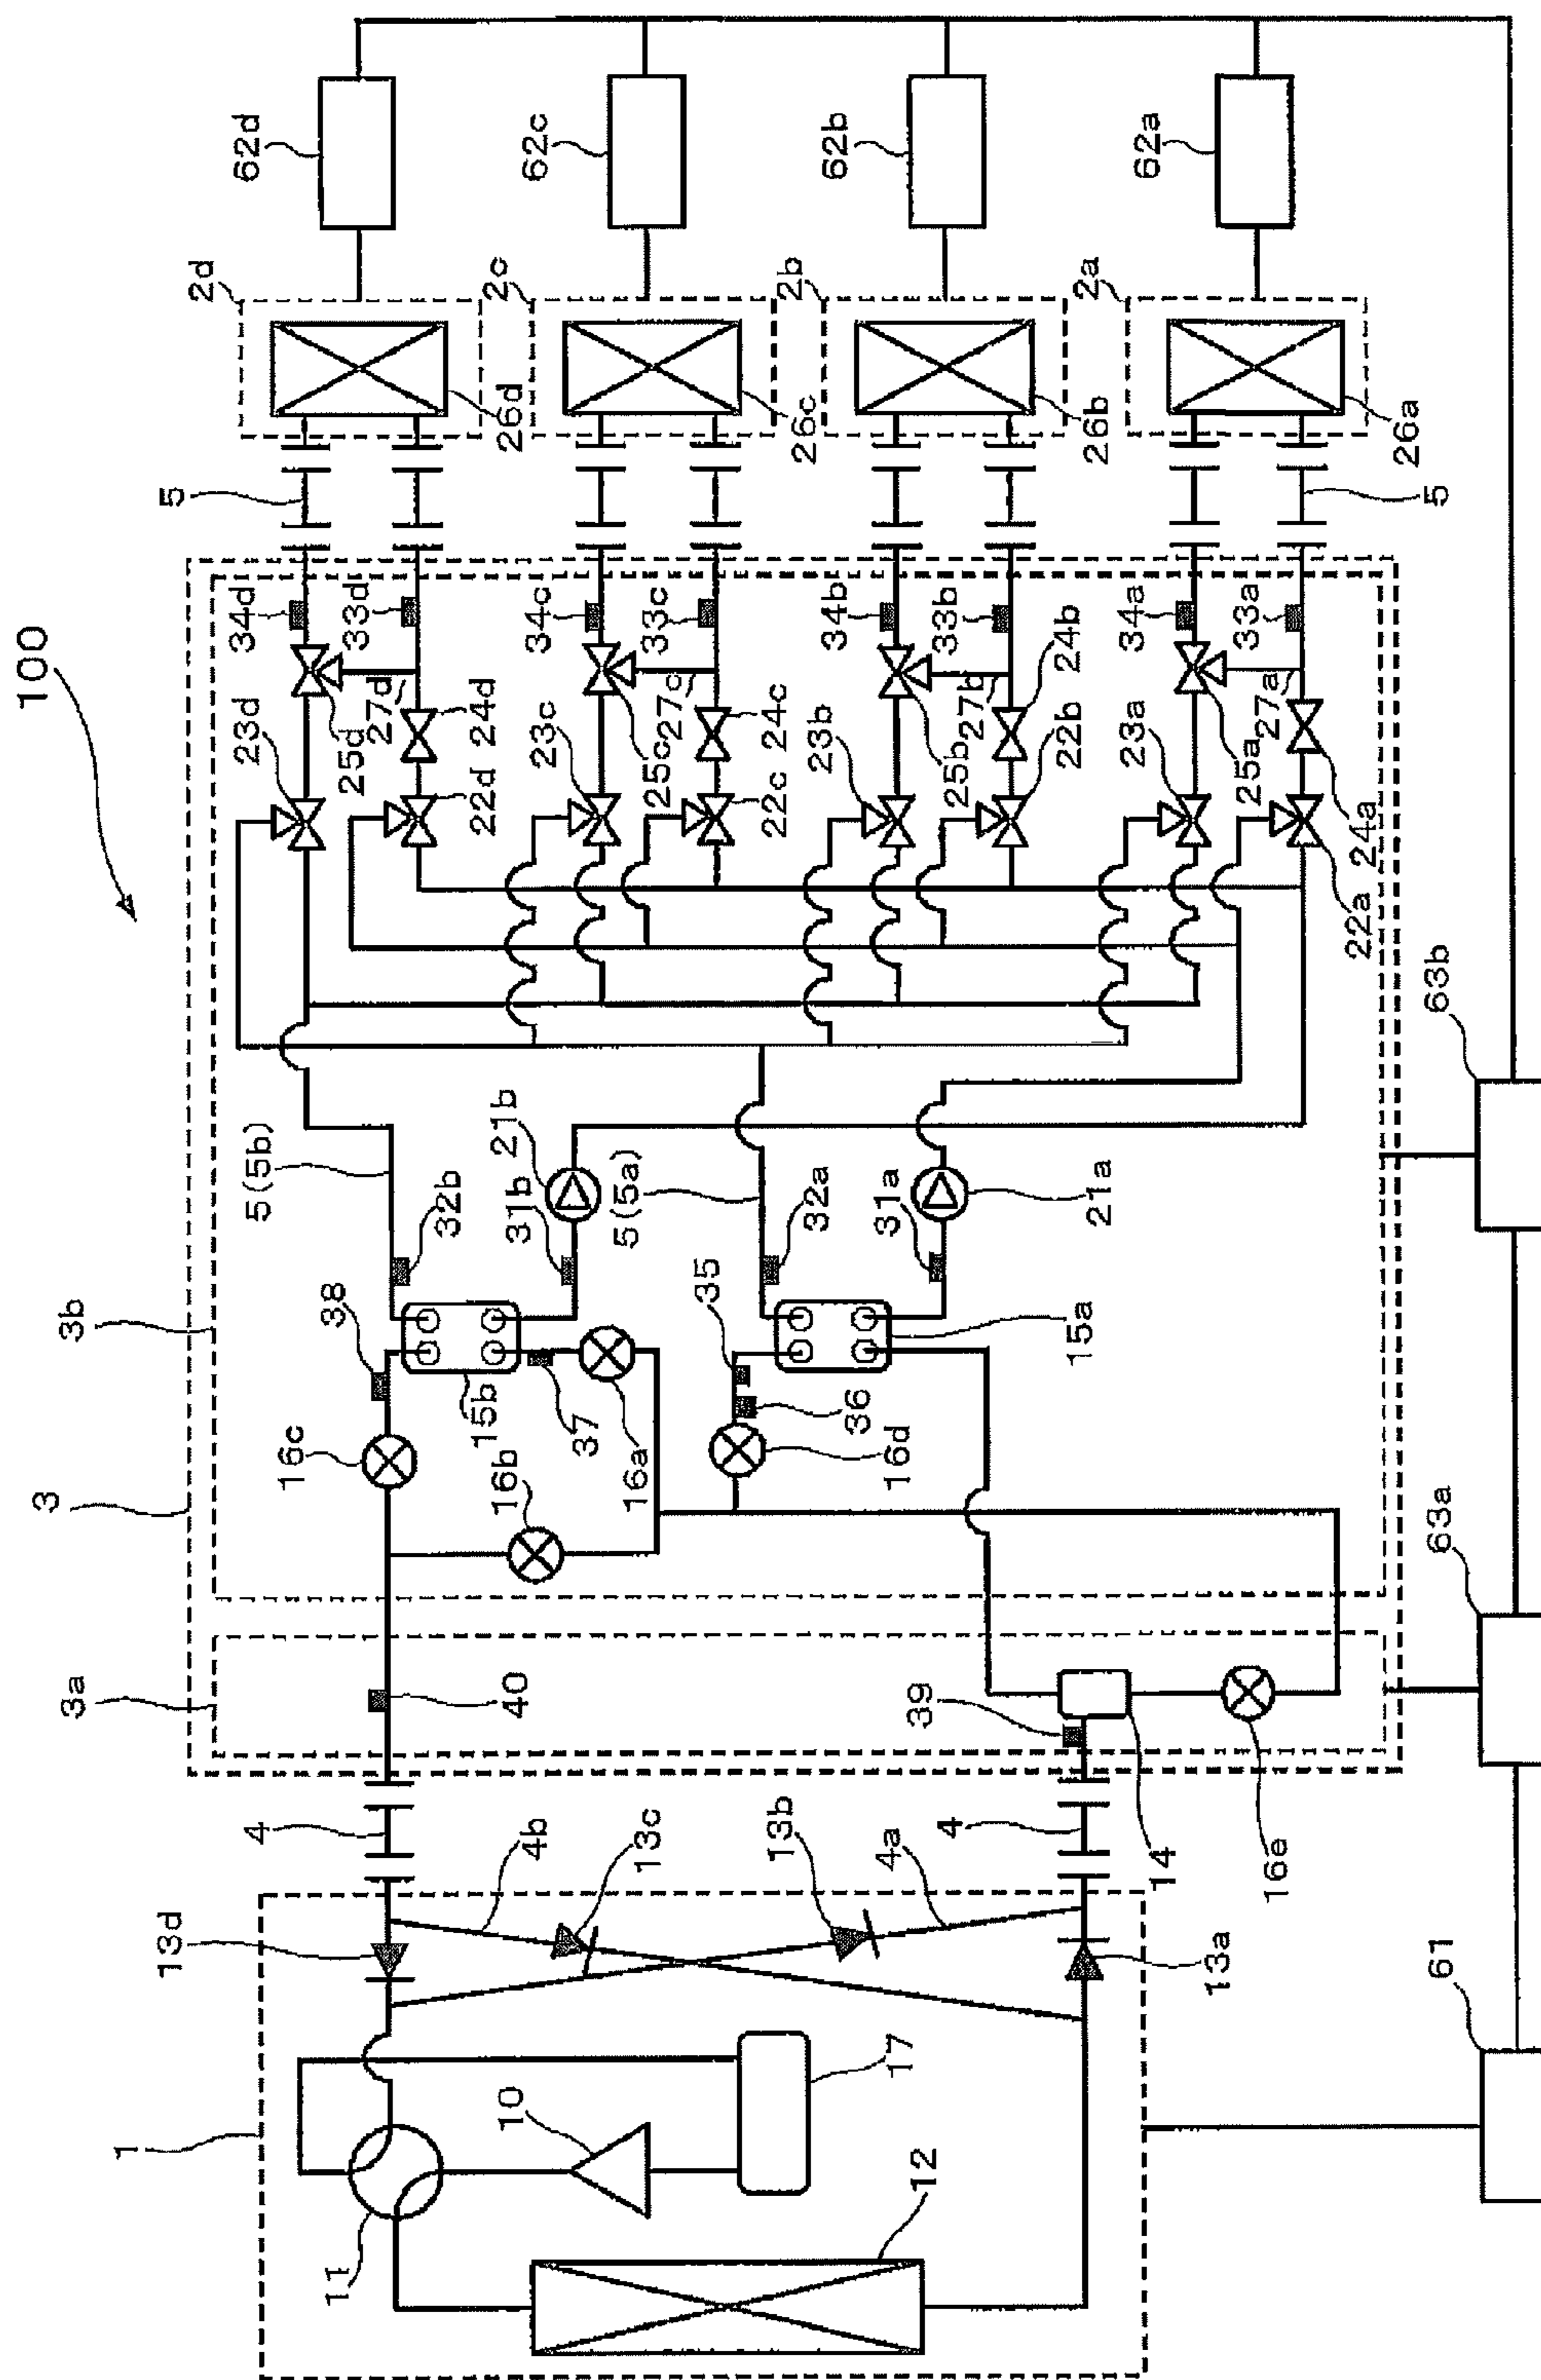 100
3
3b
3a
1
5
5(5b)
5(5a)
62d
62c
62b
62a
2d
2c
2b
2a
26d
26c
26b
26a
5
34d
33d
34c
33c
34b
33b
34a
33a
23d
25d
27d
24d
22d
23c
25c
27c
24c
22c
23b
25b
27b
24b
22b
23a
25a
27a
24a
22a
21b
31b
32b
21a
31a
32a
38
15b
37
16a
16c
16b
35
36
16d
15a
40
39
14
16e
4
4b
13c
13b
4a
4
13d
13a
11
10
17
12
63b
63a
61